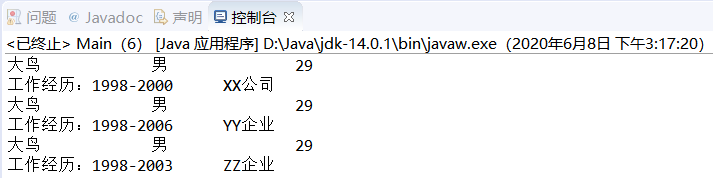 问题 @ Javadoc 声明 控制台
<已终止> Main（6） [Java 应用程序] D:\Java\jdk-14.0.1\bin\javaw.exe（2020年6月8日 下午3:17:20）
大鸟 男 29
工作经历：1998-2000 XX公司
大鸟 男 29
工作经历：1998-2006 YY企业
大鸟 男 29
工作经历：1998-2003 ZZ企业